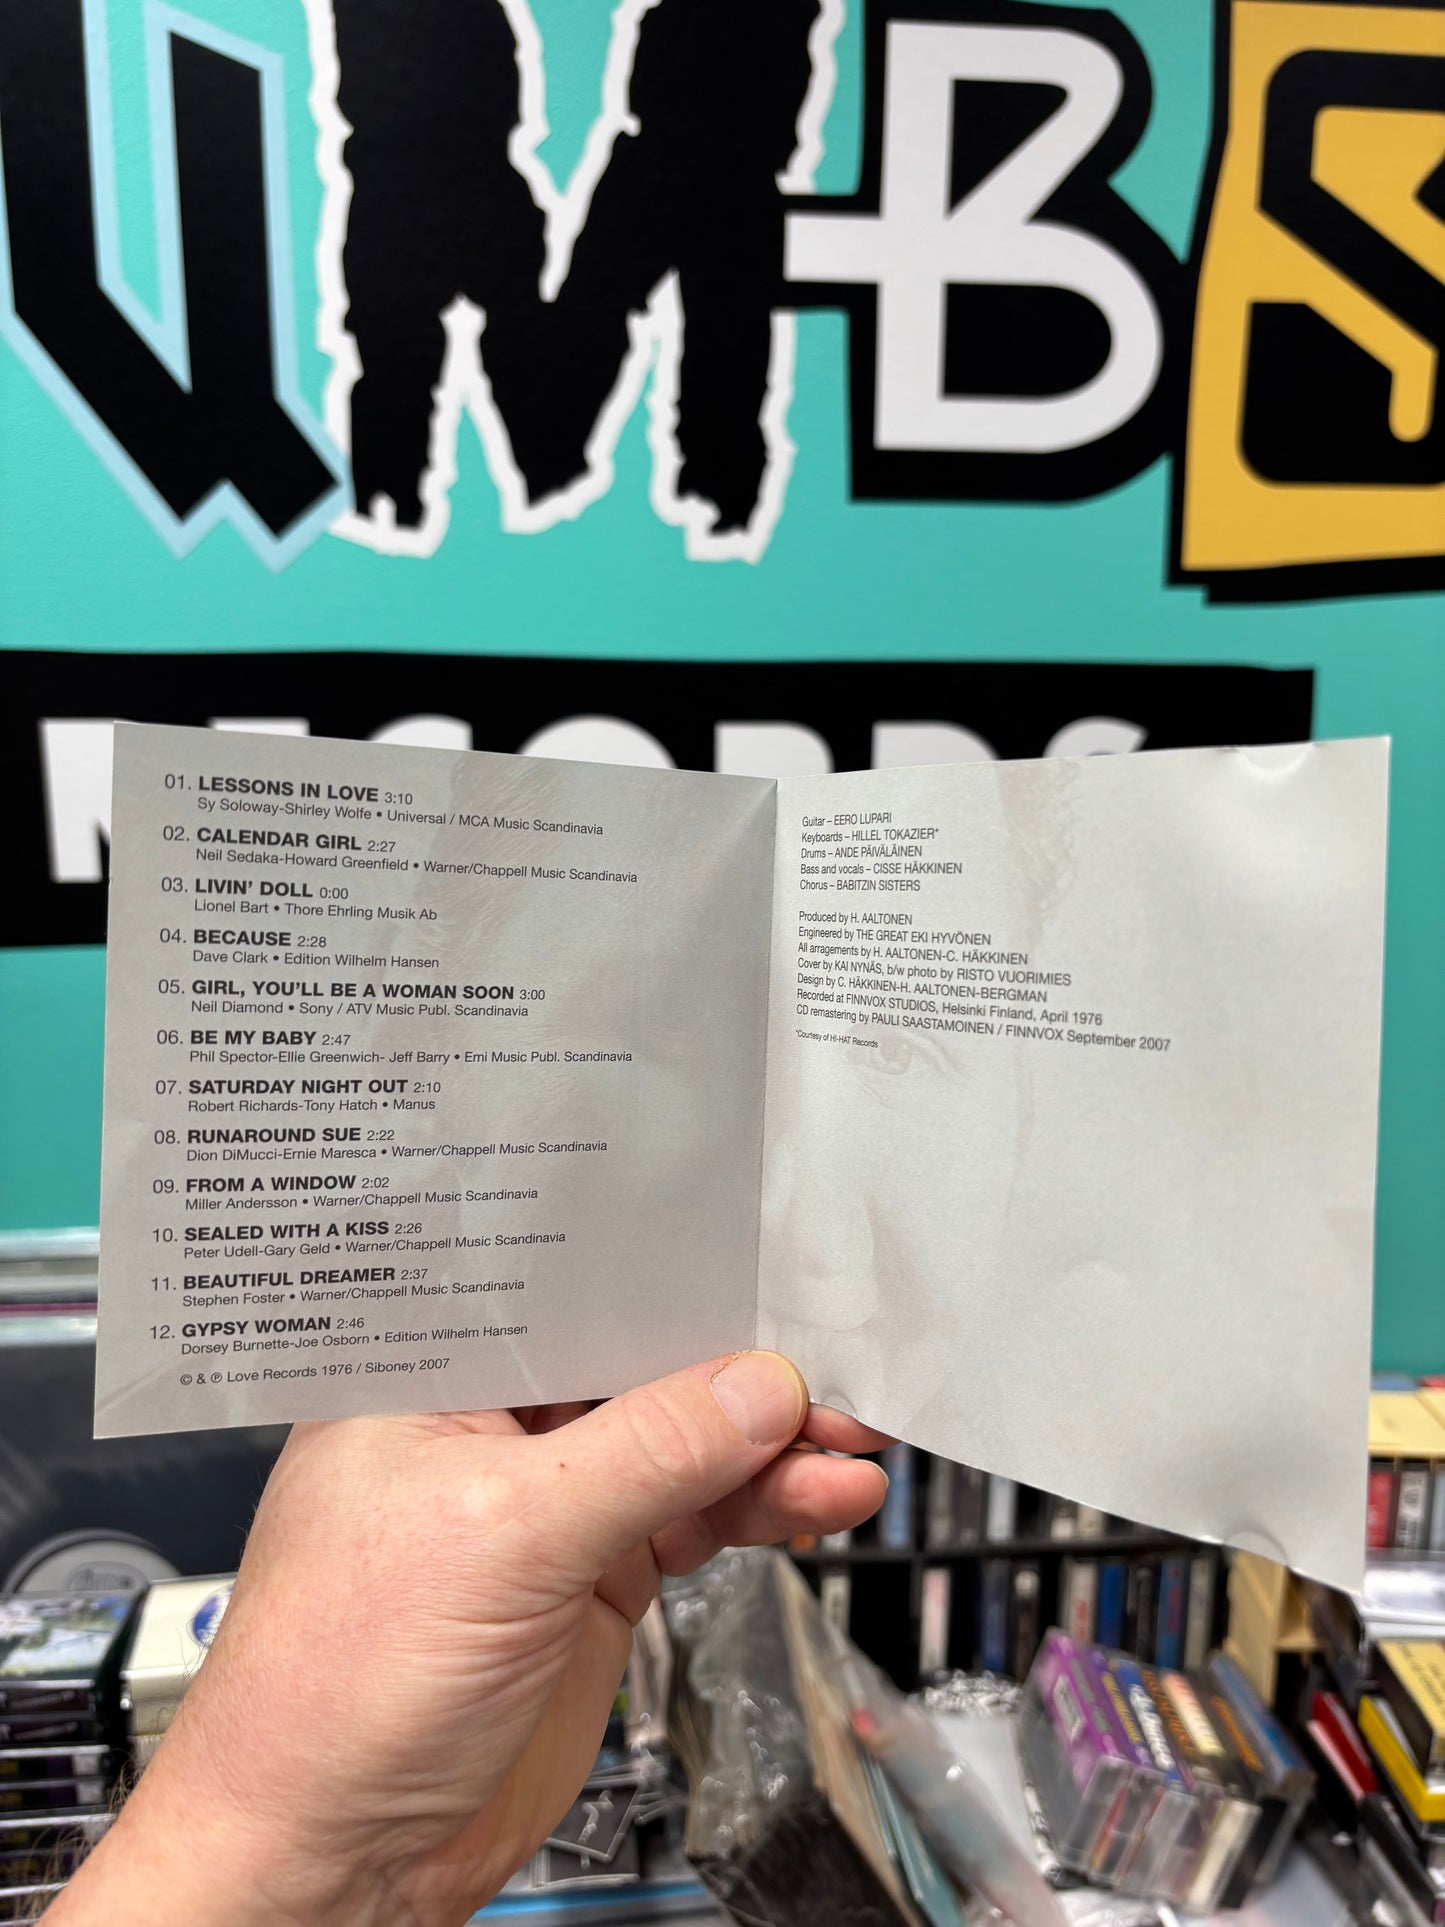 MBS
RECORDS
01. LESSONS IN LOVE 3:10
Sy Soloway-Shirley Wolfe • Universal / MCA Music Scandinavia
02. CALENDAR GIRL 2:27
Neil Sedaka-Howard Greenfield • Warner/Chappell Music Scandinavia
03. LIVIN' DOLL 0:00
Lionel Bart • Thore Ehrling Musik Ab
04. BECAUSE 2:28
Dave Clark • Edition Wilhelm Hansen
05. GIRL, YOU'LL BE A WOMAN SOON 3:00
Neil Diamond • Sony / ATV Music Publ. Scandinavia
06. BE MY BABY 2:47
Phil Spector-Ellie Greenwich- Jeff Barry • Emi Music Publ. Scandinavia
07. SATURDAY NIGHT OUT 2:10
Robert Richards-Tony Hatch • Manus
08. RUNAROUND SUE 2:22
Dion DiMucci-Ernie Maresca • Warner/Chappell Music Scandinavia
09. FROM A WINDOW 2:02
Miller Andersson • Warner/Chappell Music Scandinavia
10. SEALED WITH A KISS 2:26
Peter Udell-Gary Geld • Warner/Chappell Music Scandinavia
11. BEAUTIFUL DREAMER 2:37
Stephen Foster • Warner/Chappell Music Scandinavia
12. GYPSY WOMAN 2:46
Dorsey Burnette-Joe Osborn • Edition Wilhelm Hansen
© & ℗ Love Records 1976 / Siboney 2007
Guitar – EERO LUPARI
Keyboards – HILLEL TOKAZIER*
Drums – ANDE PÄIVÄLÄINEN
Bass and vocals – CISSE HÄKKINEN
Chorus – BABITZIN SISTERS
Produced by H. AALTONEN
Engineered by THE GREAT EKI HYVÖNEN
All arragements by H. AALTONEN-C. HÄKKINEN
Cover by KAI NYNÄS, b/w photo by RISTO VUORIMIES
Design by C. HÄKKINEN-H. AALTONEN-BERGMAN
Recorded at FINNVOX STUDIOS, Helsinki Finland, April 1976
CD remastering by PAULI SAASTAMOINEN / FINNVOX September 2007
*Courtesy of HI-HAT Records